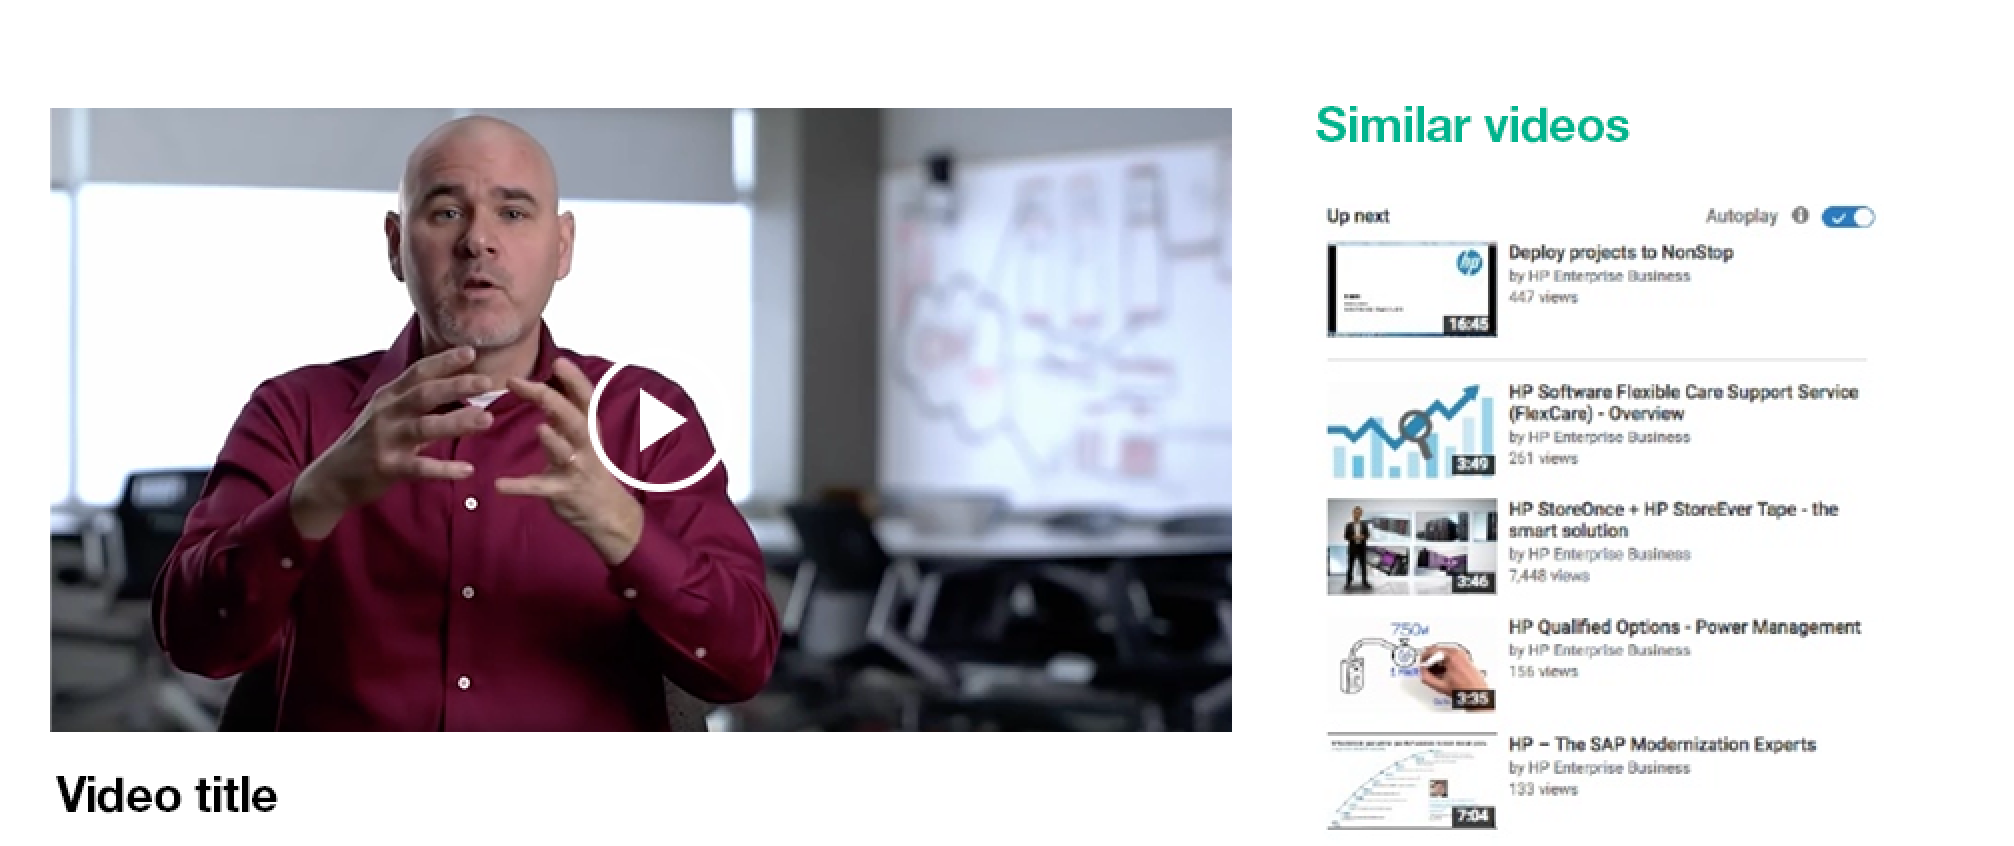 Similar videos
Up next
Autoplay
hp
16:45
Deploy projects to NonStop
by HP Enterprise Business
447 views
3:49
HP Software Flexible Care Support Service
(FlexCare) - Overview
by HP Enterprise Business
261 views
3:46
HP StoreOnce + HP StoreEver Tape - the
smart solution
by HP Enterprise Business
7,448 views
750w
3:35
HP Qualified Options - Power Management
by HP Enterprise Business
156 views
7:04
HP – The SAP Modernization Experts
by HP Enterprise Business
133 views
Video title